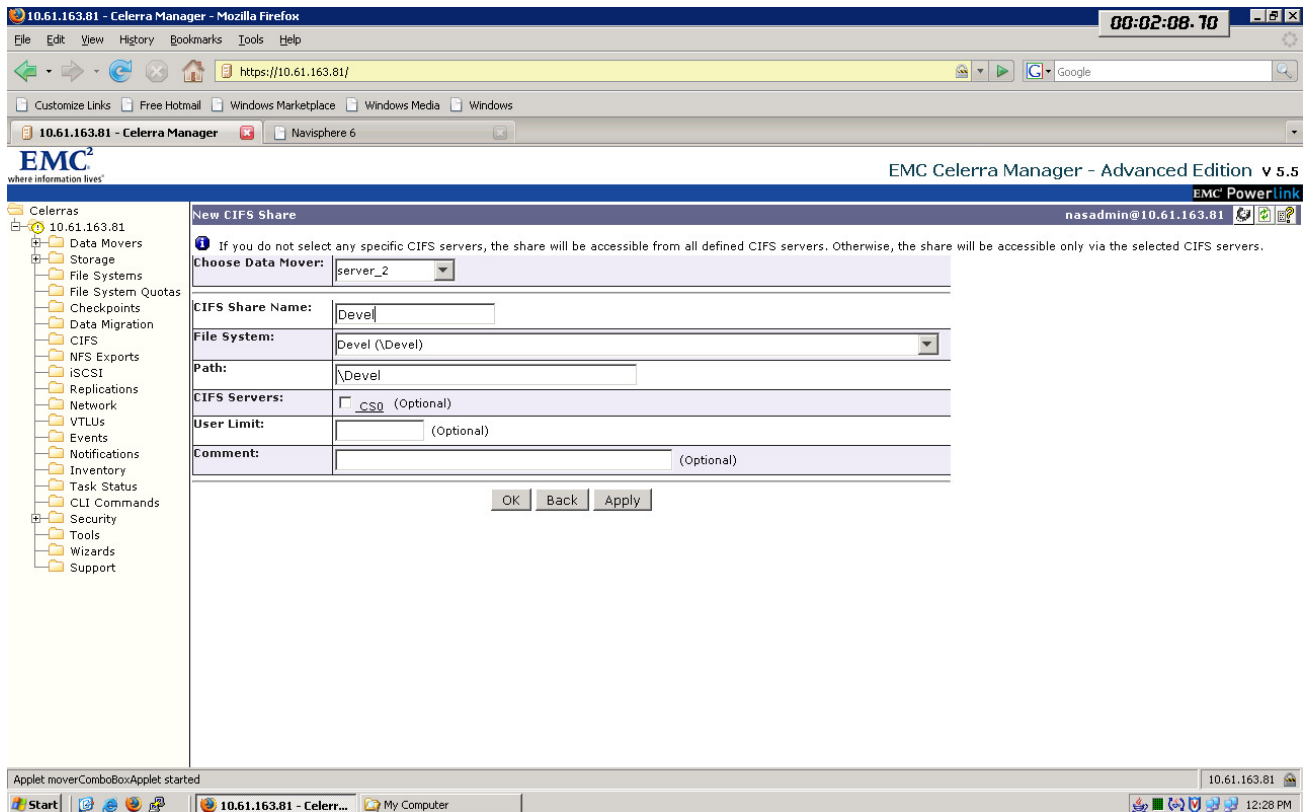 10.61.163.81 - Celerra Manager - Mozilla Firefox
00:02:08.70
File Edit View History Bookmarks Tools Help
https://10.61.163.81/
G Google
Customize Links Free Hotmail Windows Marketplace Windows Media Windows
10.61.163.81 - Celerra Manager Navisphere 6
EMC²
where information lives®
EMC Celerra Manager - Advanced Edition v 5.5
EMC® Powerlink
Celerras
10.61.163.81
Data Movers
Storage
File Systems
File System Quotas
Checkpoints
Data Migration
CIFS
NFS Exports
iSCSI
Replications
Network
VTLUs
Events
Notifications
Inventory
Task Status
CLI Commands
Security
Tools
Wizards
Support
New CIFS Share nasadmin@10.61.163.81
If you do not select any specific CIFS servers, the share will be accessible from all defined CIFS servers. Otherwise, the share will be accessible only via the selected CIFS servers.
Choose Data Mover: server_2
CIFS Share Name: Devel
File System: Devel (\Devel)
Path: \Devel
CIFS Servers: CS0 (Optional)
User Limit: (Optional)
Comment: (Optional)
OK Back Apply
Applet moverComboBoxApplet started 10.61.163.81
Start 10.61.163.81 - Celerr... My Computer 12:28 PM